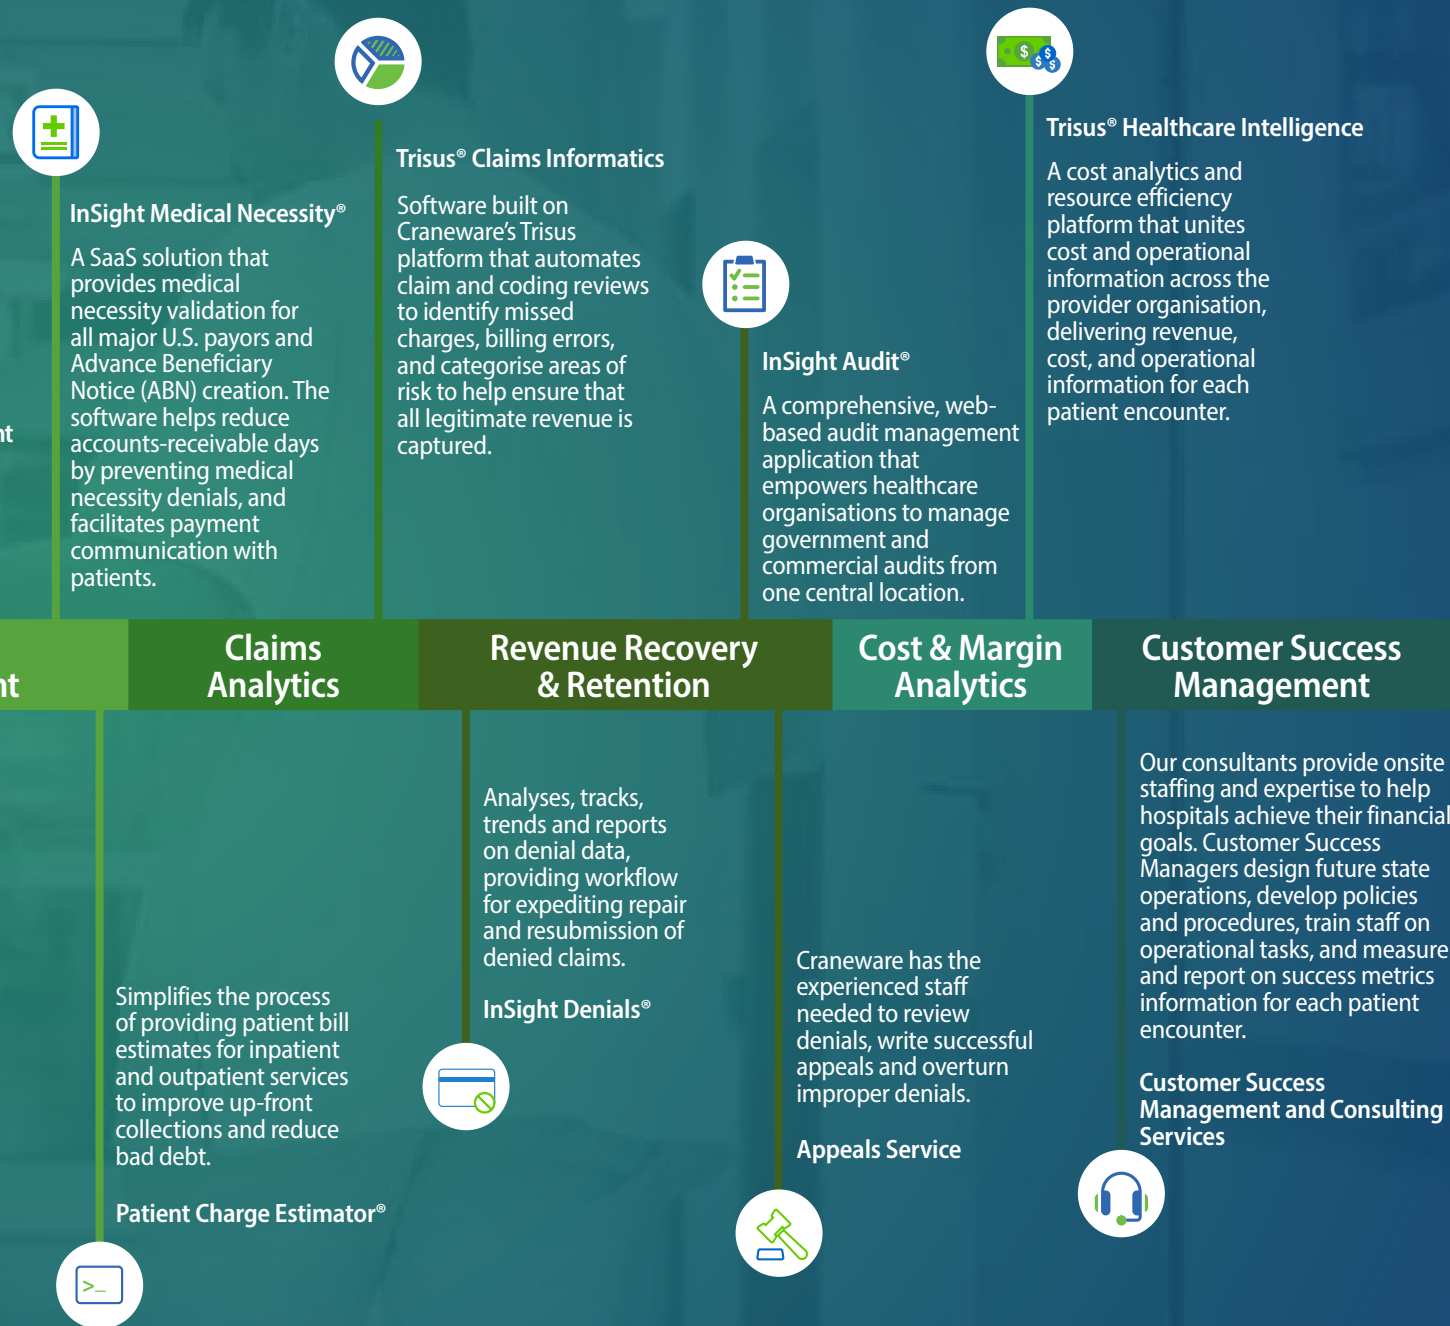 InSight Medical Necessity®
A SaaS solution that
provides medical
necessity validation for
all major U.S. payors and
Advance Beneficiary
Notice (ABN) creation. The
software helps reduce
accounts-receivable days
by preventing medical
necessity denials, and
facilitates payment
communication with
patients.
Trisus® Claims Informatics
Software built on
Craneware's Trisus
platform that automates
claim and coding reviews
to identify missed
charges, billing errors,
and categorise areas of
risk to help ensure that
all legitimate revenue is
captured.
InSight Audit®
A comprehensive, web-
based audit management
application that
empowers healthcare
organisations to manage
government and
commercial audits from
one central location.
Trisus® Healthcare Intelligence
A cost analytics and
resource efficiency
platform that unites
cost and operational
information across the
provider organisation,
delivering revenue,
cost, and operational
information for each
patient encounter.
nt
nt
Claims
Analytics
Revenue Recovery
& Retention
Cost & Margin
Analytics
Customer Success
Management
Simplifies the process
of providing patient bill
estimates for inpatient
and outpatient services
to improve up-front
collections and reduce
bad debt.
Patient Charge Estimator®
>_
Analyses, tracks,
trends and reports
on denial data,
providing workflow
for expediting repair
and resubmission of
denied claims.
InSight Denials®
Craneware has the
experienced staff
needed to review
denials, write successful
appeals and overturn
improper denials.
Appeals Service
Our consultants provide onsite
staffing and expertise to help
hospitals achieve their financial
goals. Customer Success
Managers design future state
operations, develop policies
and procedures, train staff on
operational tasks, and measure
and report on success metrics
information for each patient
encounter.
Customer Success
Management and Consulting
Services